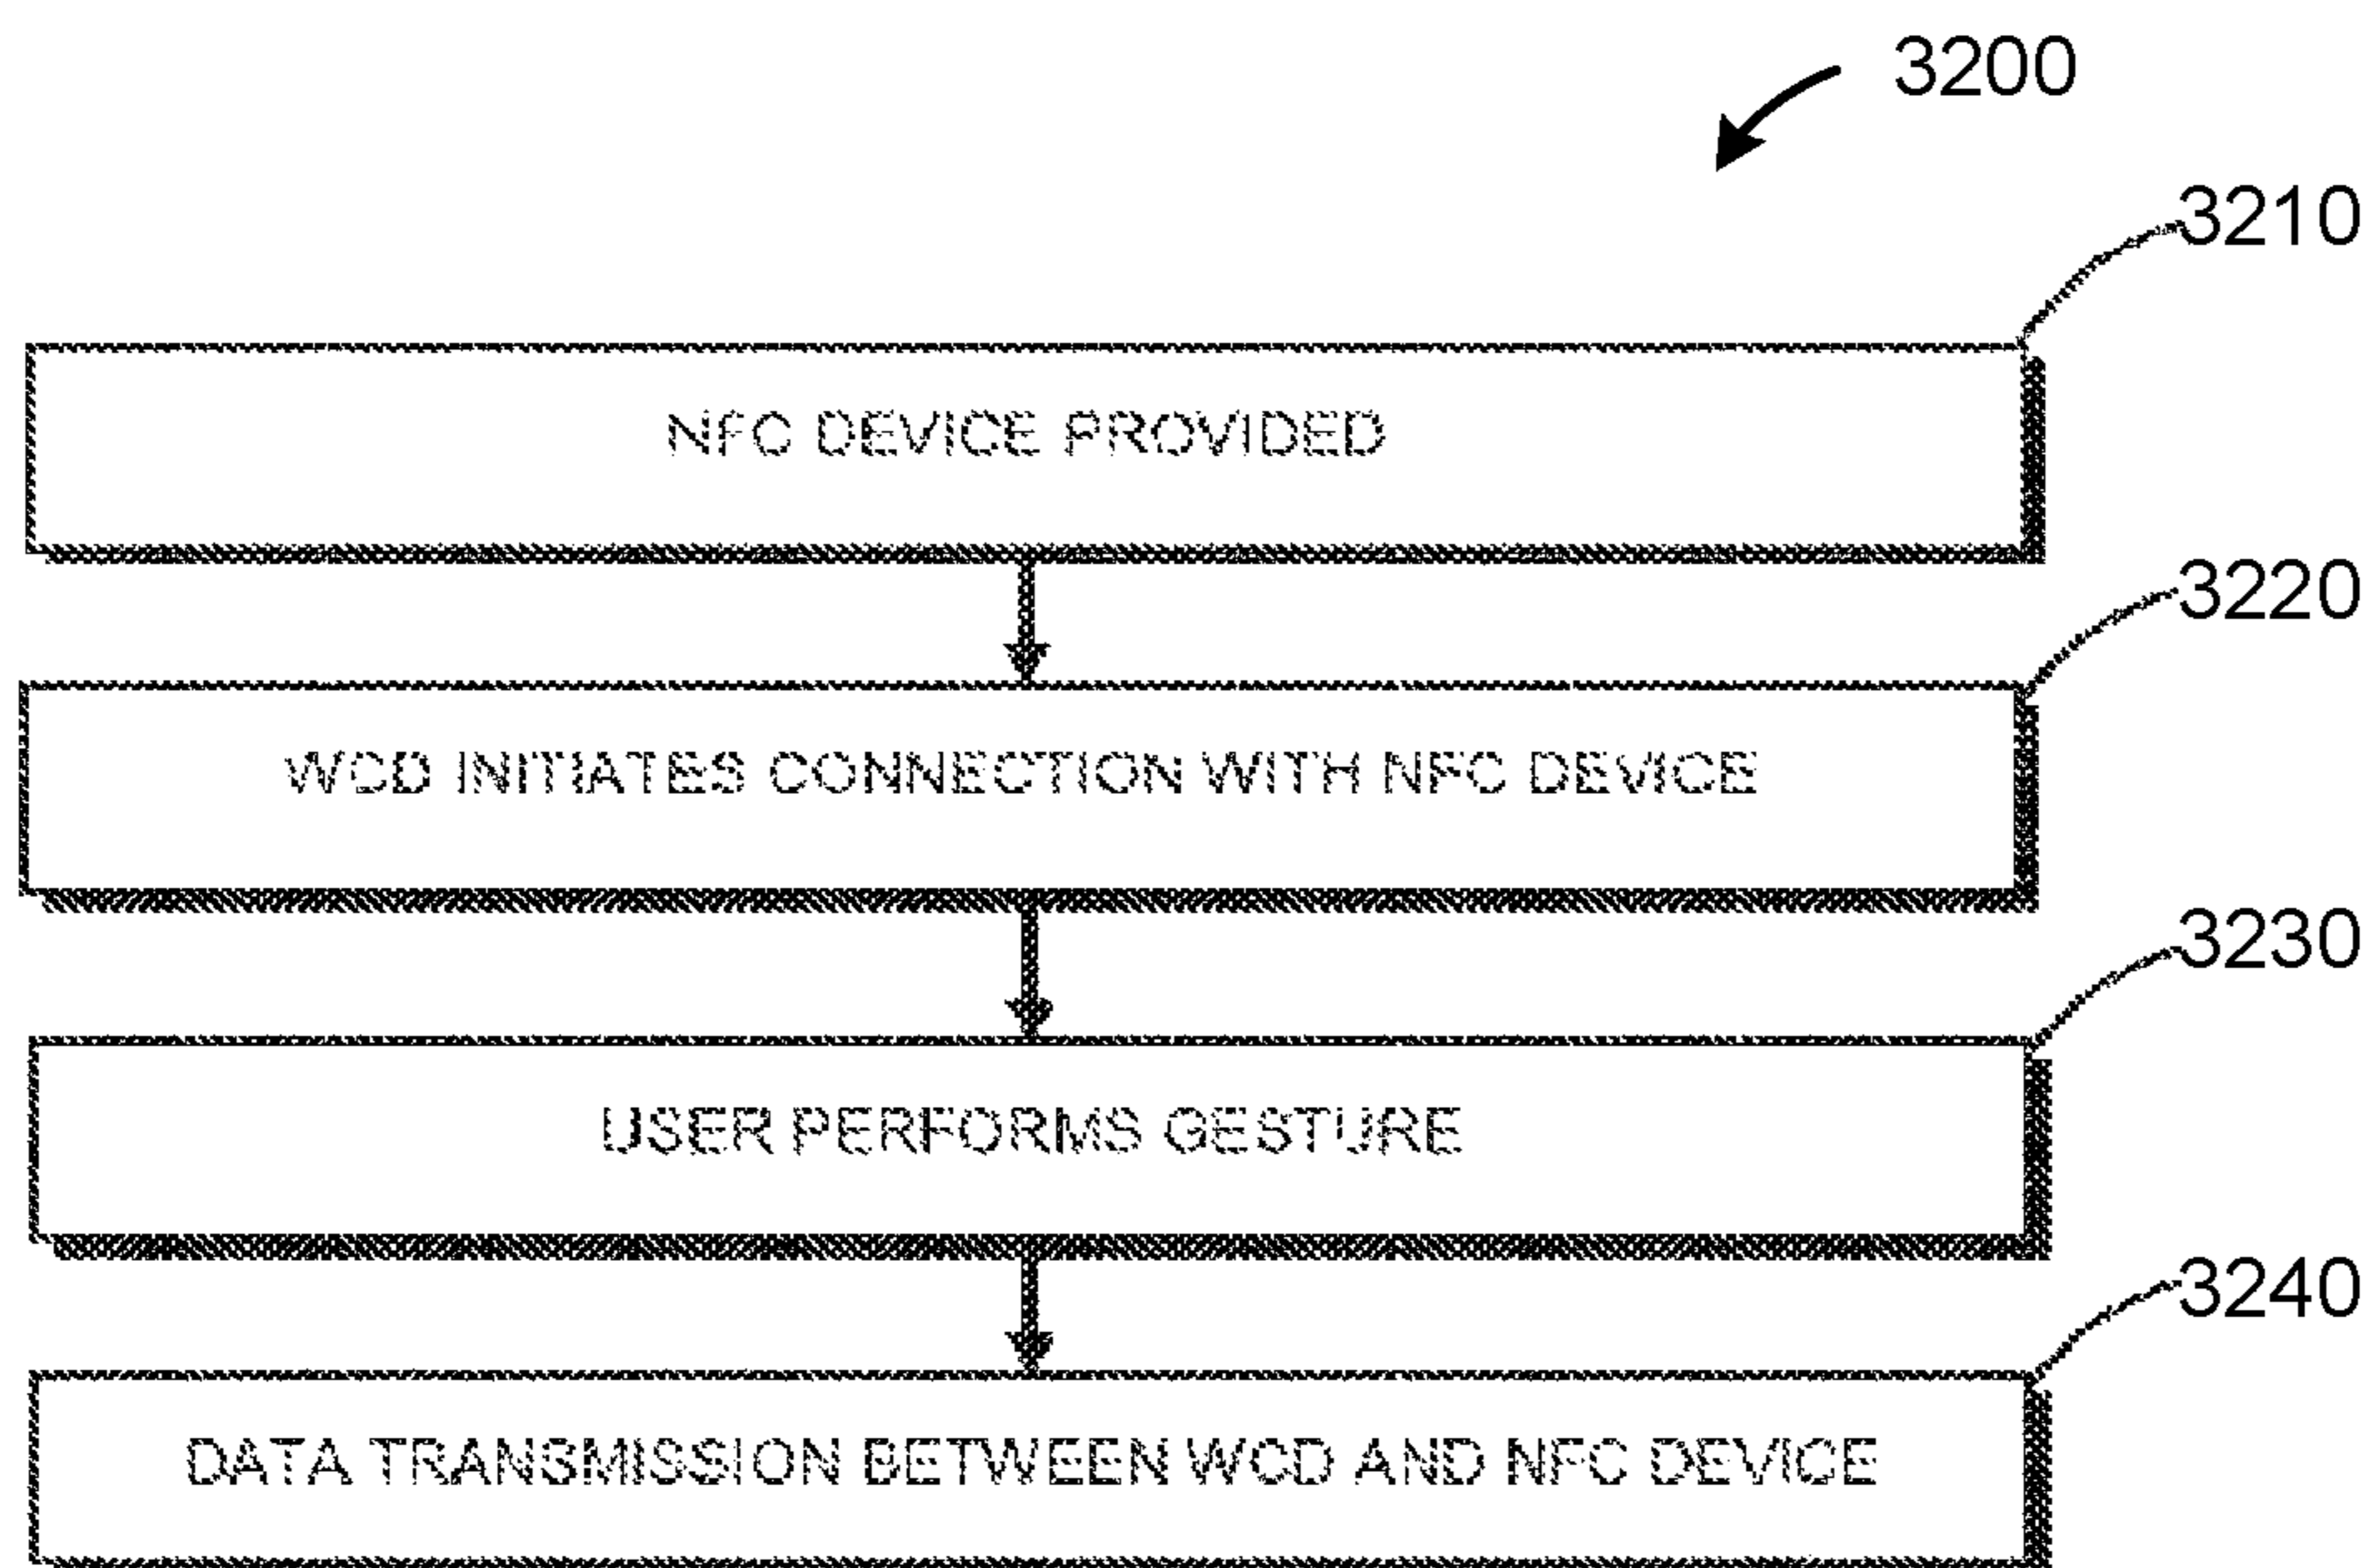 3200
3210
NFC DEVICE PROVIDED
3220
WCD INITIATES CONNECTION WITH NFC DEVICE
3230
USER PERFORMS GESTURE
3240
DATA TRANSMISSION BETWEEN WCD AND NFC DEVICE